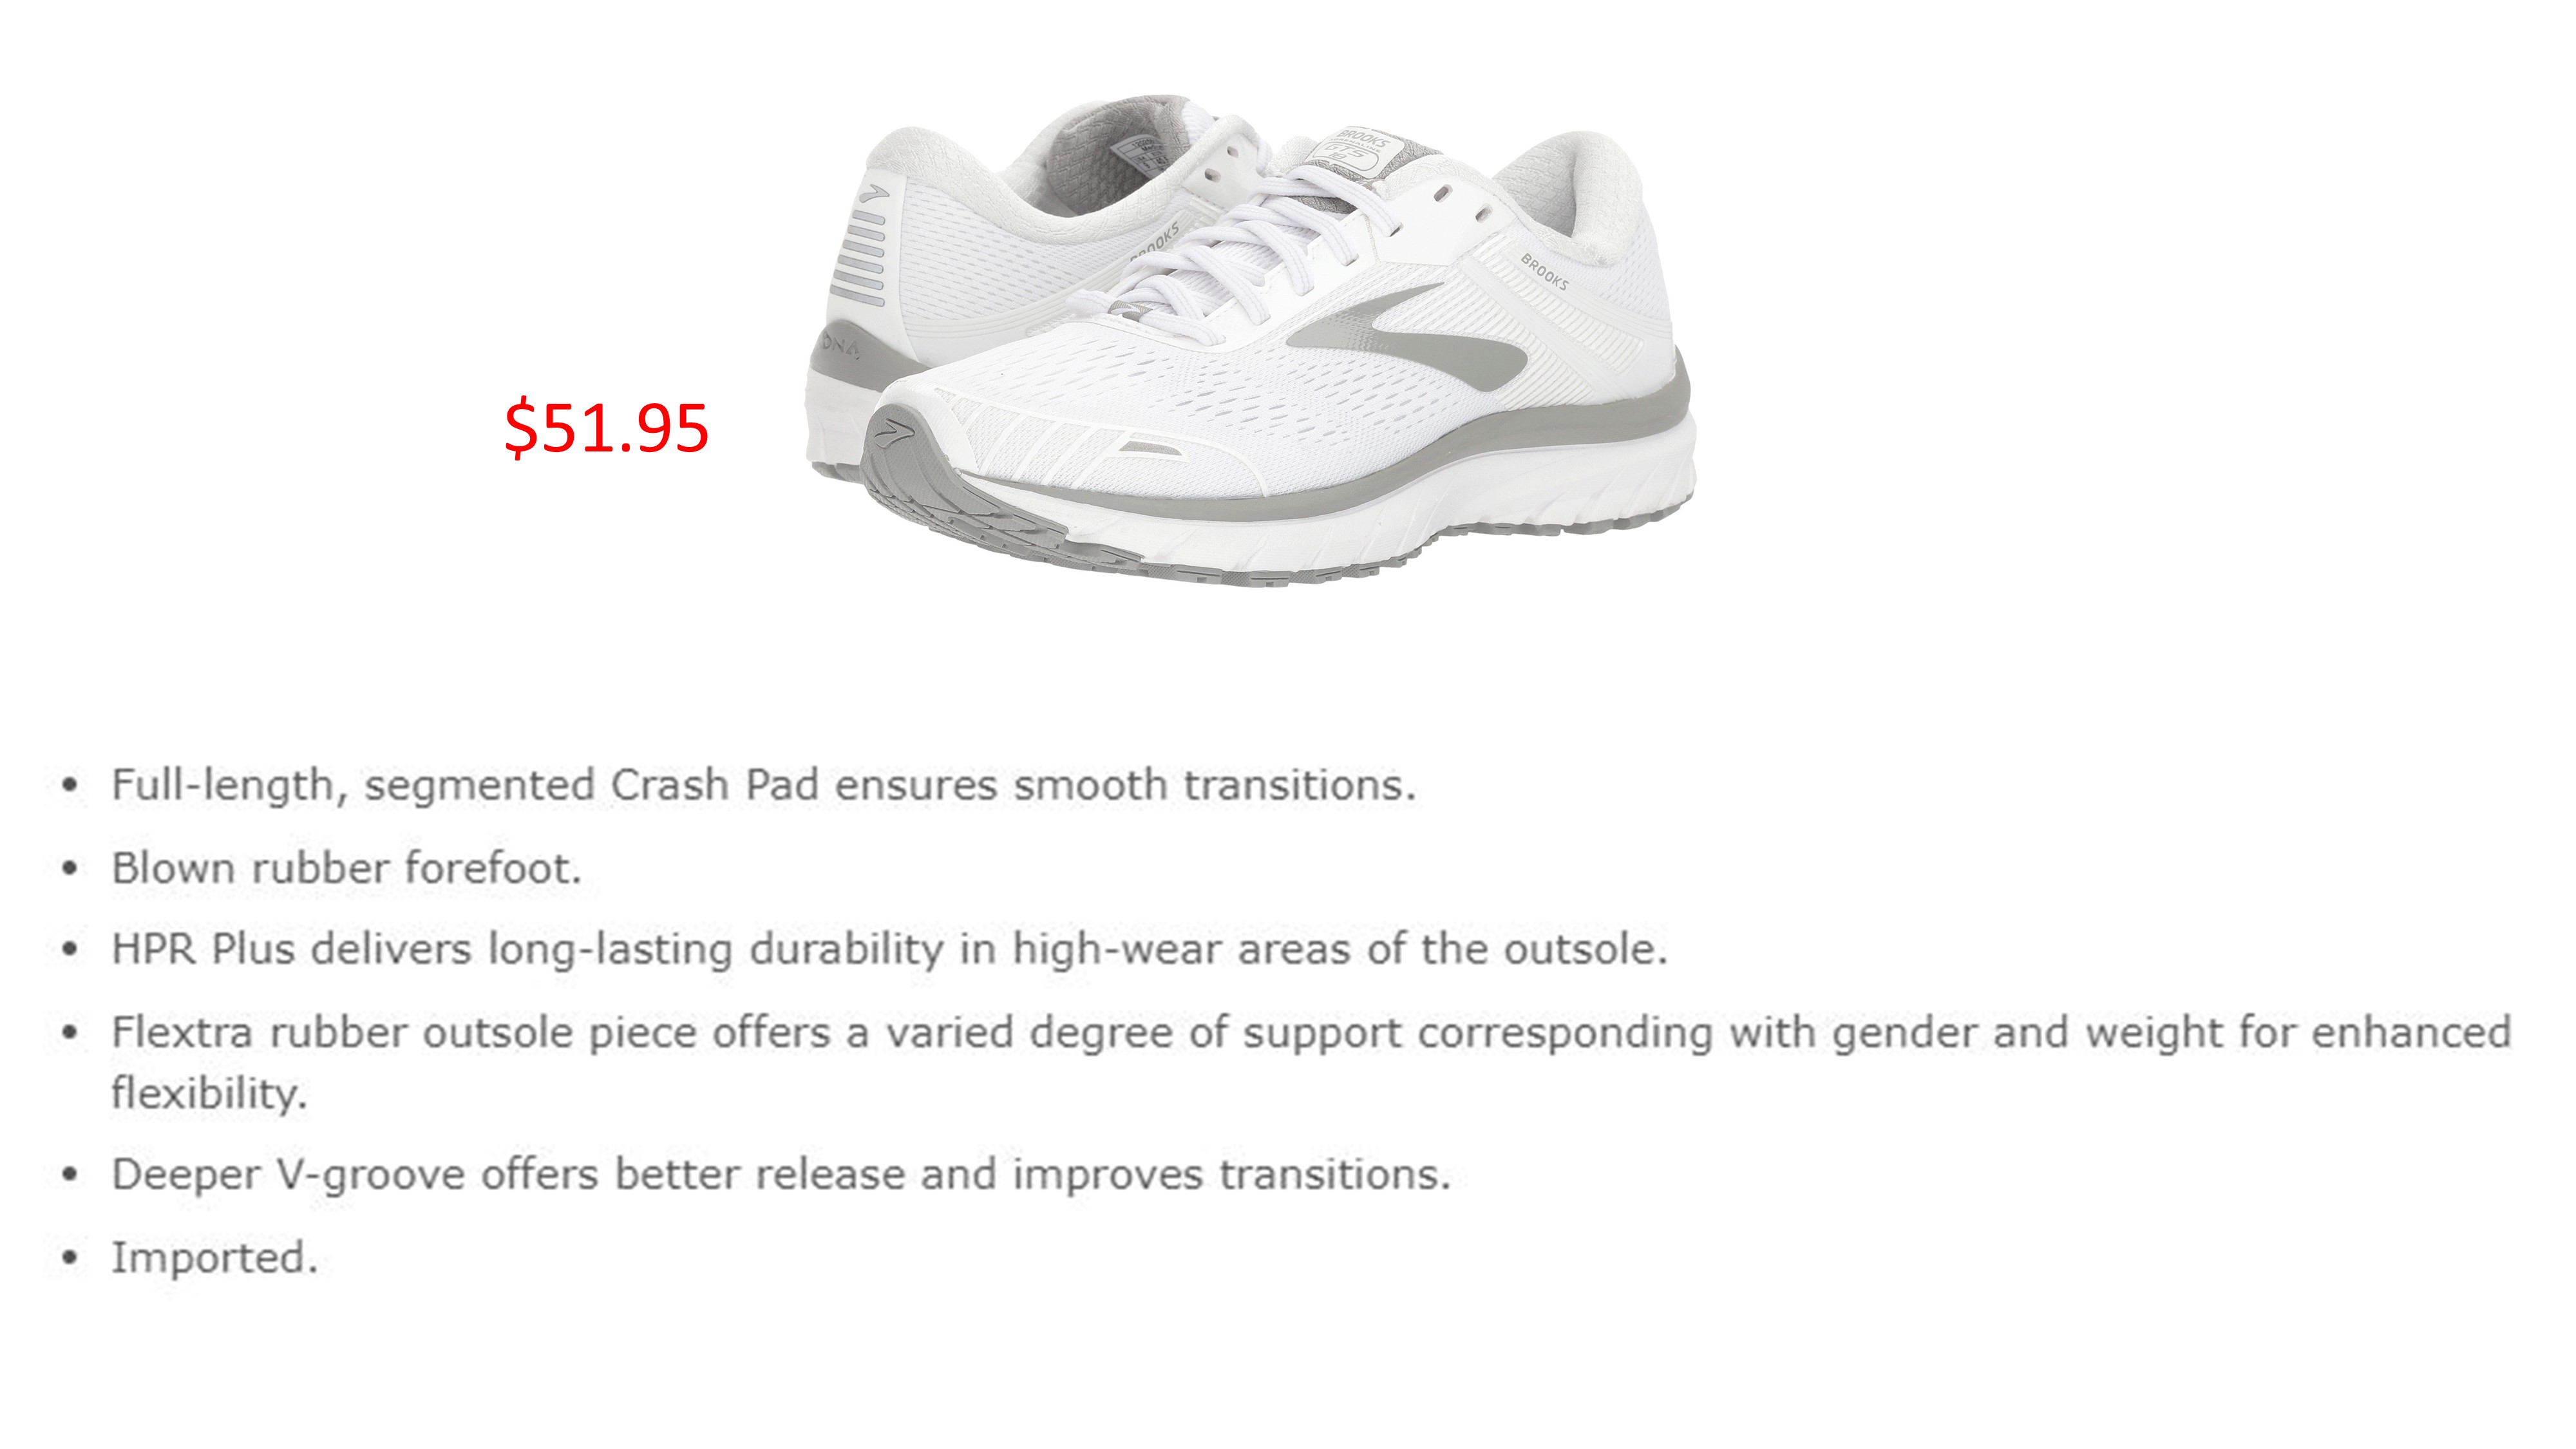 BROOKS
GTS
BROOKS
BROOKS
DNA
$51.95
• Full-length, segmented Crash Pad ensures smooth transitions.
• Blown rubber forefoot.
• HPR Plus delivers long-lasting durability in high-wear areas of the outsole.
• Flextra rubber outsole piece offers a varied degree of support corresponding with gender and weight for enhanced
flexibility.
• Deeper V-groove offers better release and improves transitions.
• Imported.